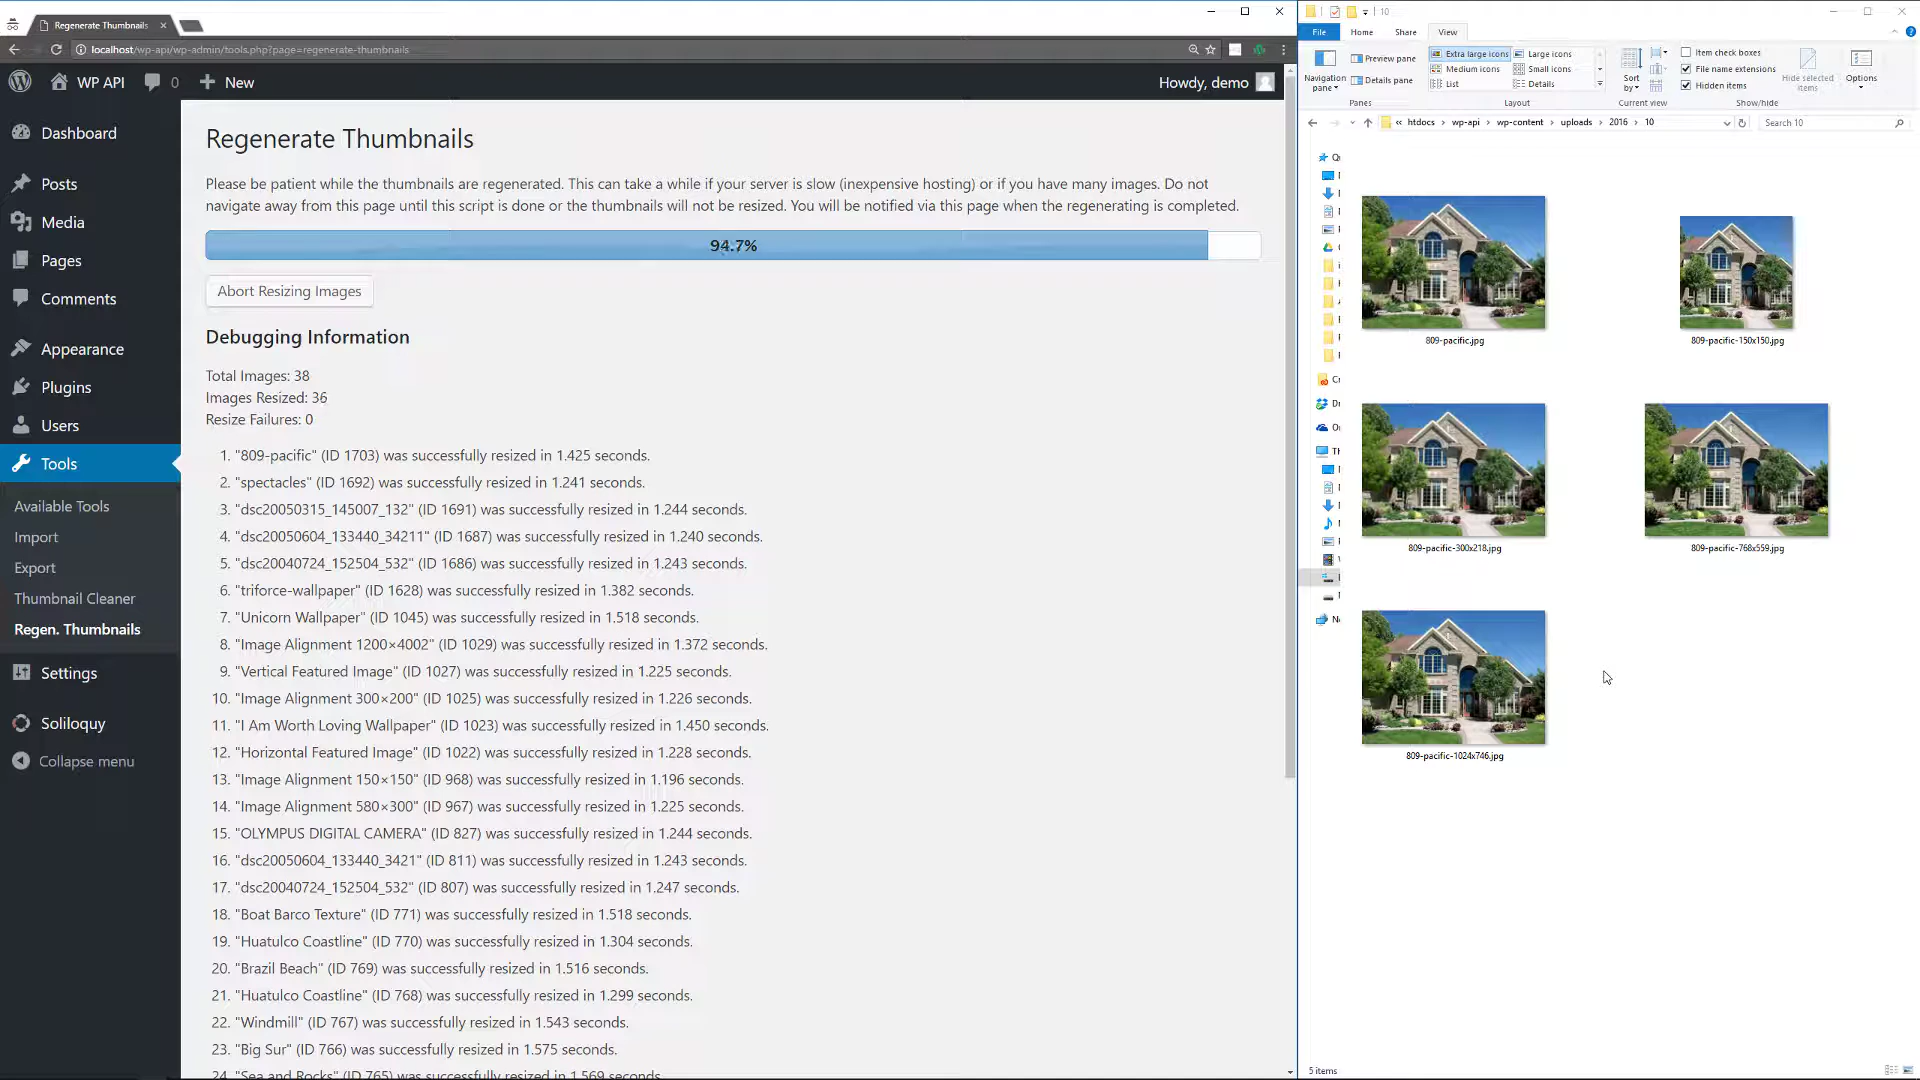 Regenerate Thumbnails
localhost/wp-api/wp-admin/tools.php?page=regenerate-thumbnails
WP API
0
New
Howdy, demo
Dashboard
Posts
Media
Pages
Comments
Appearance
Plugins
Users
Tools
Available Tools
Import
Export
Thumbnail Cleaner
Regen. Thumbnails
Settings
Soliloquy
Collapse menu
Regenerate Thumbnails
Please be patient while the thumbnails are regenerated. This can take a while if your server is slow (inexpensive hosting) or if you have many images. Do not
navigate away from this page until this script is done or the thumbnails will not be resized. You will be notified via this page when the regenerating is completed.
94.7%
Abort Resizing Images
Debugging Information
Total Images: 38
Images Resized: 36
Resize Failures: 0
1. "809-pacific" (ID 1703) was successfully resized in 1.425 seconds.
2. "spectacles" (ID 1692) was successfully resized in 1.241 seconds.
3. "dsc20050315_145007_132" (ID 1691) was successfully resized in 1.244 seconds.
4. "dsc20050604_133440_34211" (ID 1687) was successfully resized in 1.240 seconds.
5. "dsc20040724_152504_532" (ID 1686) was successfully resized in 1.243 seconds.
6. "triforce-wallpaper" (ID 1628) was successfully resized in 1.382 seconds.
7. "Unicorn Wallpaper" (ID 1045) was successfully resized in 1.518 seconds.
8. "Image Alignment 1200×4002" (ID 1029) was successfully resized in 1.372 seconds.
9. "Vertical Featured Image" (ID 1027) was successfully resized in 1.225 seconds.
10. "Image Alignment 300×200" (ID 1025) was successfully resized in 1.226 seconds.
11. "I Am Worth Loving Wallpaper" (ID 1023) was successfully resized in 1.450 seconds.
12. "Horizontal Featured Image" (ID 1022) was successfully resized in 1.228 seconds.
13. "Image Alignment 150×150" (ID 968) was successfully resized in 1.196 seconds.
14. "Image Alignment 580×300" (ID 967) was successfully resized in 1.225 seconds.
15. "OLYMPUS DIGITAL CAMERA" (ID 827) was successfully resized in 1.244 seconds.
16. "dsc20050604_133440_3421" (ID 811) was successfully resized in 1.243 seconds.
17. "dsc20040724_152504_532" (ID 807) was successfully resized in 1.247 seconds.
18. "Boat Barco Texture" (ID 771) was successfully resized in 1.518 seconds.
19. "Huatulco Coastline" (ID 770) was successfully resized in 1.304 seconds.
20. "Brazil Beach" (ID 769) was successfully resized in 1.516 seconds.
21. "Huatulco Coastline" (ID 768) was successfully resized in 1.299 seconds.
22. "Windmill" (ID 767) was successfully resized in 1.543 seconds.
23. "Big Sur" (ID 766) was successfully resized in 1.575 seconds.
24. "Sea and Rocks" (ID 765) was successfully resized in 1.569 seconds.
10
File Home Share View
Navigation
pane
Preview pane
Details pane
Panes
Extra large icons Large icons
Medium icons Small icons
List Details
Layout
Sort
by
Current view
Item check boxes
File name extensions
Hidden items
Hide selected
items
Show/hide
Options
« htdocs wp-api wp-content uploads 2016 10
Search 10
809-pacific.jpg
809-pacific-150x150.jpg
809-pacific-300x218.jpg
809-pacific-768x559.jpg
809-pacific-1024x746.jpg
5 items